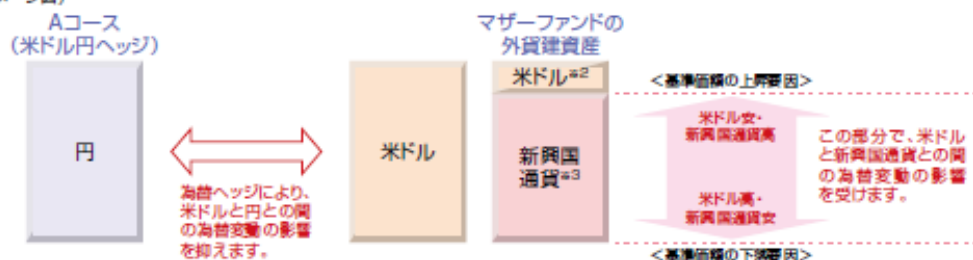 Aコース
(米ドル円ヘッジ)
円
為替ヘッジにより、
米ドルと円との間
の為替変動の影響
を抑えます。
米ドル
マザーファンドの
外貨建資産
米ドル※2
新興国
通貨※3
<基準価額の上昇要因>
米ドル安・
新興国通貨高
米ドル高・
新興国通貨安
<基準価額の下落要因>
この部分で、米ドル
と新興国通貨との間
の為替変動の影響
を受けます。